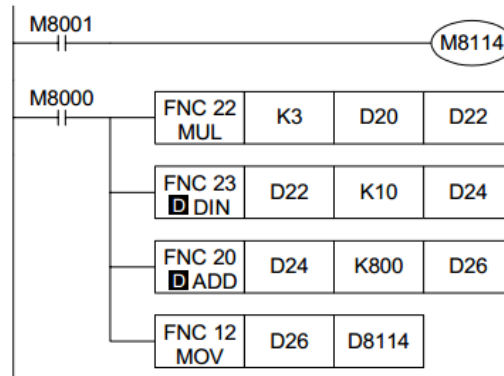 M8001
M8114
M8000
FNC 22 MUL K3 D20 D22
FNC 23 D DIN D22 K10 D24
FNC 20 D ADD D24 K800 D26
FNC 12 MOV D26 D8114